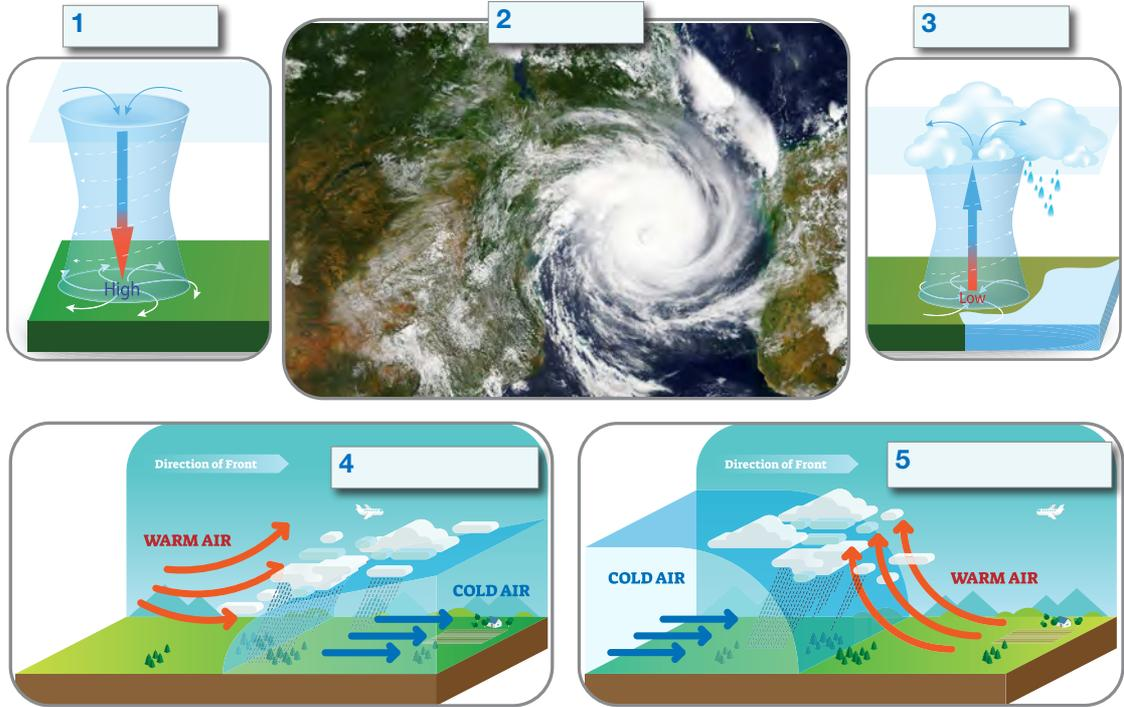 1
2
3
High
Low
4
Direction of Front
WARM AIR
COLD AIR
5
Direction of Front
COLD AIR
WARM AIR